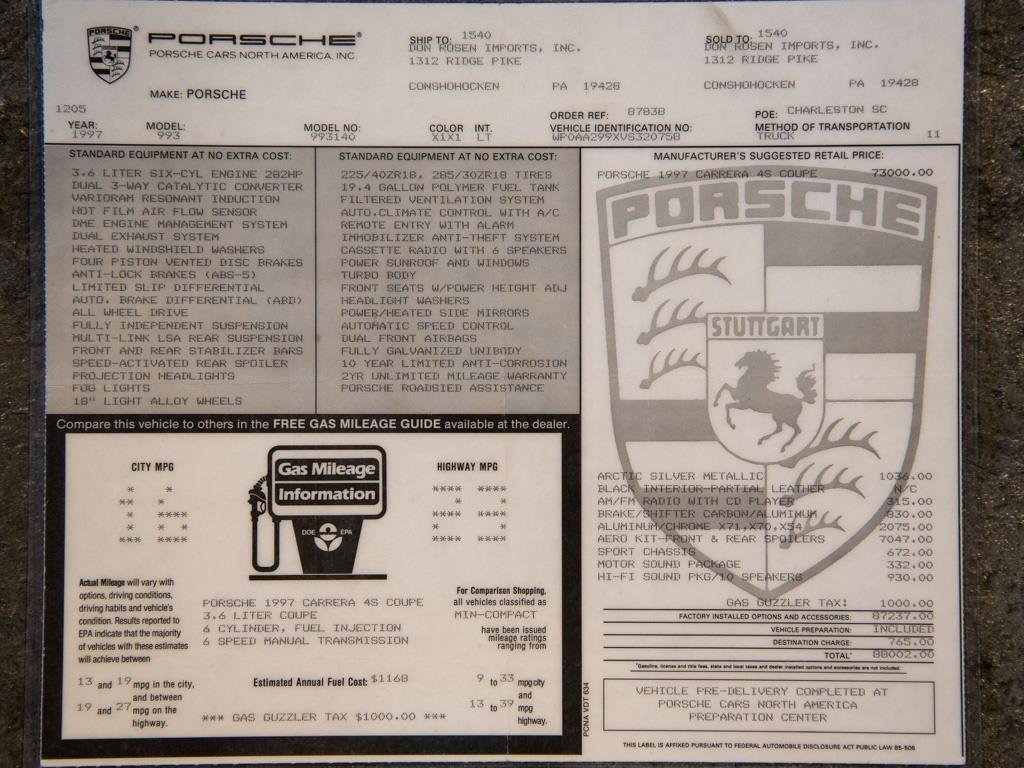 PORSCHE
PORSCHE®
PORSCHE CARS NORTH AMERICA, INC.
MAKE: PORSCHE
SHIP TO: 1540
DON ROSEN IMPORTS, INC.
1312 RIDGE PIKE
CONSHOHOCKEN PA 19428
SOLD TO: 1540
DON ROSEN IMPORTS, INC.
1312 RIDGE PIKE
CONSHOHOCKEN PA 19428
1205
ORDER REF: 87838
POE: CHARLESTON SC
YEAR: MODEL: MODEL NO: COLOR INT. VEHICLE IDENTIFICATION NO: METHOD OF TRANSPORTATION
1997 993 993140 X1X1 LT WP0AA299XVS320758 TRUCK 11
STANDARD EQUIPMENT AT NO EXTRA COST:
3.6 LITER SIX-CYL ENGINE 282HP
DUAL 3-WAY CATALYTIC CONVERTER
VARIORAM RESONANT INDUCTION
HOT FILM AIR FLOW SENSOR
DME ENGINE MANAGEMENT SYSTEM
DUAL EXHAUST SYSTEM
HEATED WINDSHIELD WASHERS
FOUR PISTON VENTED DISC BRAKES
ANTI-LOCK BRAKES (ABS-5)
LIMITED SLIP DIFFERENTIAL
AUTO. BRAKE DIFFERENTIAL (ABD)
ALL WHEEL DRIVE
FULLY INDEPENDENT SUSPENSION
MULTI-LINK LSA REAR SUSPENSION
FRONT AND REAR STABILIZER BARS
SPEED-ACTIVATED REAR SPOILER
PROJECTION HEADLIGHTS
FOG LIGHTS
18" LIGHT ALLOY WHEELS
STANDARD EQUIPMENT AT NO EXTRA COST:
225/40ZR18, 285/30ZR18 TIRES
19.4 GALLON POLYMER FUEL TANK
FILTERED VENTILATION SYSTEM
AUTO.CLIMATE CONTROL WITH A/C
REMOTE ENTRY WITH ALARM
IMMOBILIZER ANTI-THEFT SYSTEM
CASSETTE RADIO WITH 6 SPEAKERS
POWER SUNROOF AND WINDOWS
TURBO BODY
FRONT SEATS W/POWER HEIGHT ADJ
HEADLIGHT WASHERS
POWER/HEATED SIDE MIRRORS
AUTOMATIC SPEED CONTROL
DUAL FRONT AIRBAGS
FULLY GALVANIZED UNIBODY
10 YEAR LIMITED ANTI-CORROSION
2YR UNLIMITED MILEAGE WARRANTY
PORSCHE ROADSIED ASSISTANCE
MANUFACTURER'S SUGGESTED RETAIL PRICE:
PORSCHE 1997 CARRERA 4S COUPE 73000.00
PORSCHE
STUTTGART
ARCTIC SILVER METALLIC 1036.00
BLACK INTERIOR-PARTIAL LEATHER N/C
AM/FM RADIO WITH CD PLAYER 315.00
BRAKE/SHIFTER CARBON/ALUMINUM 830.00
ALUMINUM/CHROME X71,X70,X54 2075.00
AERO KIT-FRONT & REAR SPOILERS 7047.00
SPORT CHASSIS 672.00
MOTOR SOUND PACKAGE 332.00
HI-FI SOUND PKG/10 SPEAKERS 930.00
GAS GUZZLER TAX: 1000.00
FACTORY INSTALLED OPTIONS AND ACCESSORIES: 87237.00
VEHICLE PREPARATION: INCLUDED
DESTINATION CHARGE: 765.00
TOTAL* 88002.00
*Gasoline, license and title fees, state and local taxes and dealer installed options and accessories are not included.
VEHICLE PRE-DELIVERY COMPLETED AT
PORSCHE CARS NORTH AMERICA
PREPARATION CENTER
THIS LABEL IS AFFIXED PURSUANT TO FEDERAL AUTOMOBILE DISCLOSURE ACT PUBLIC LAW 85-506
PCNA VDT 634
Compare this vehicle to others in the FREE GAS MILEAGE GUIDE available at the dealer.
CITY MPG
* *
** *
* ****
* *
*** ****
Gas Mileage
Information
DOE EPA
HIGHWAY MPG
**** ****
* *
**** ****
* *
**** ****
Actual Mileage will vary with
options, driving conditions,
driving habits and vehicle's
condition. Results reported to
EPA indicate that the majority
of vehicles with these estimates
will achieve between
13 and 19 mpg in the city,
and between
19 and 27 mpg on the
highway.
PORSCHE 1997 CARRERA 4S COUPE
3.6 LITER COUPE
6 CYLINDER, FUEL INJECTION
6 SPEED MANUAL TRANSMISSION
Estimated Annual Fuel Cost: $1168
*** GAS GUZZLER TAX $1000.00 ***
For Comparison Shopping,
all vehicles classified as
MIN-COMPACT
have been issued
mileage ratings
ranging from
9 to 33 mpg city
and
13 to 39 mpg
highway.